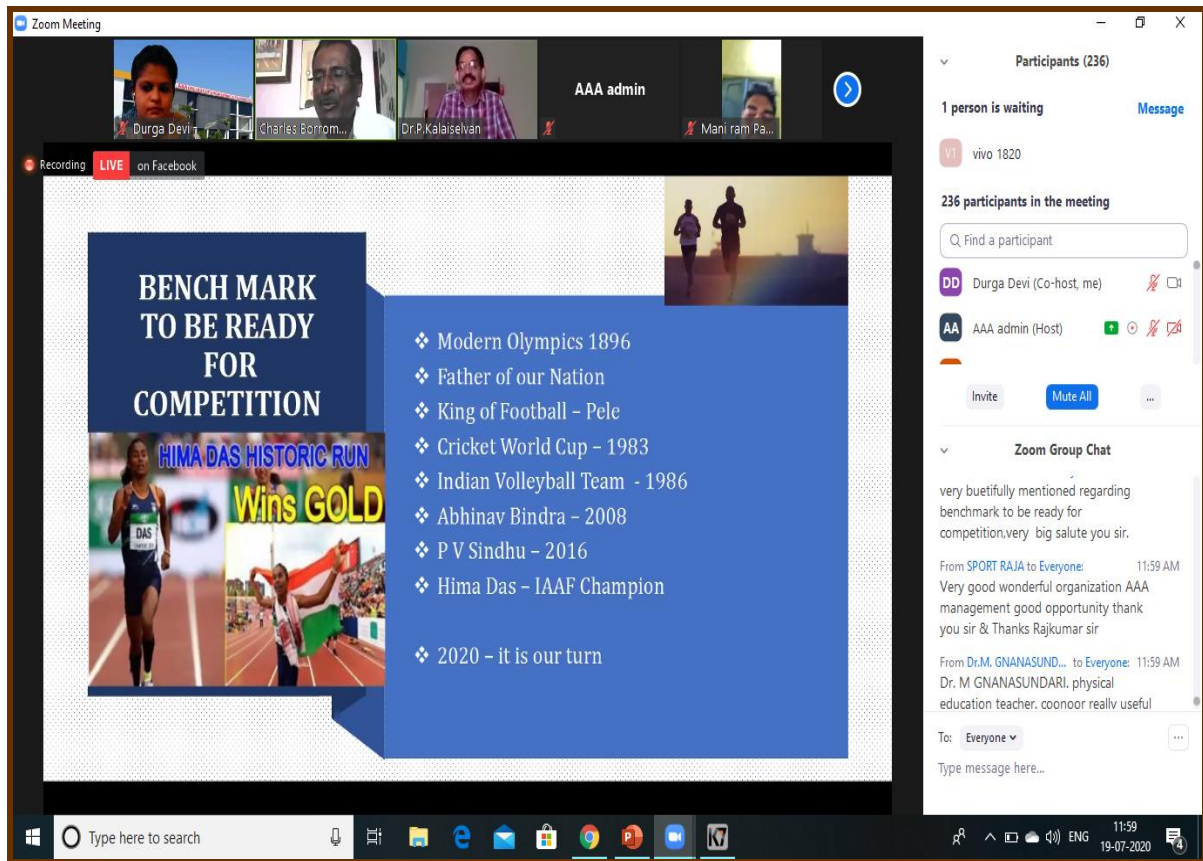 Zoom Meeting
Durga Devi
Charles Borrom...
Dr.P.Kalaiselvan
AAA admin
Mani ram Pa...
Recording
LIVE on Facebook
BENCH MARK
TO BE READY
FOR
COMPETITION
HIMA DAS HISTORIC RUN
Wins GOLD
DAS
❖ Modern Olympics 1896
❖ Father of our Nation
❖ King of Football – Pele
❖ Cricket World Cup – 1983
❖ Indian Volleyball Team - 1986
❖ Abhinav Bindra – 2008
❖ P V Sindhu – 2016
❖ Hima Das – IAAF Champion
❖ 2020 – it is our turn
Participants (236)
1 person is waiting Message
V1 vivo 1820
236 participants in the meeting
Find a participant
DD Durga Devi (Co-host, me)
AA AAA admin (Host)
Invite Mute All ...
Zoom Group Chat
very buetifully mentioned regarding
benchmark to be ready for
competition,very big salute you sir.
From SPORT RAJA to Everyone: 11:59 AM
Very good wonderful organization AAA
management good opportunity thank
you sir & Thanks Rajkumar sir
From Dr.M. GNANASUND... to Everyone: 11:59 AM
Dr. M GNANASUNDARI. physical
education teacher. coonoor really useful
To: Everyone
Type message here...
Type here to search
K7
ENG
11:59
19-07-2020
4